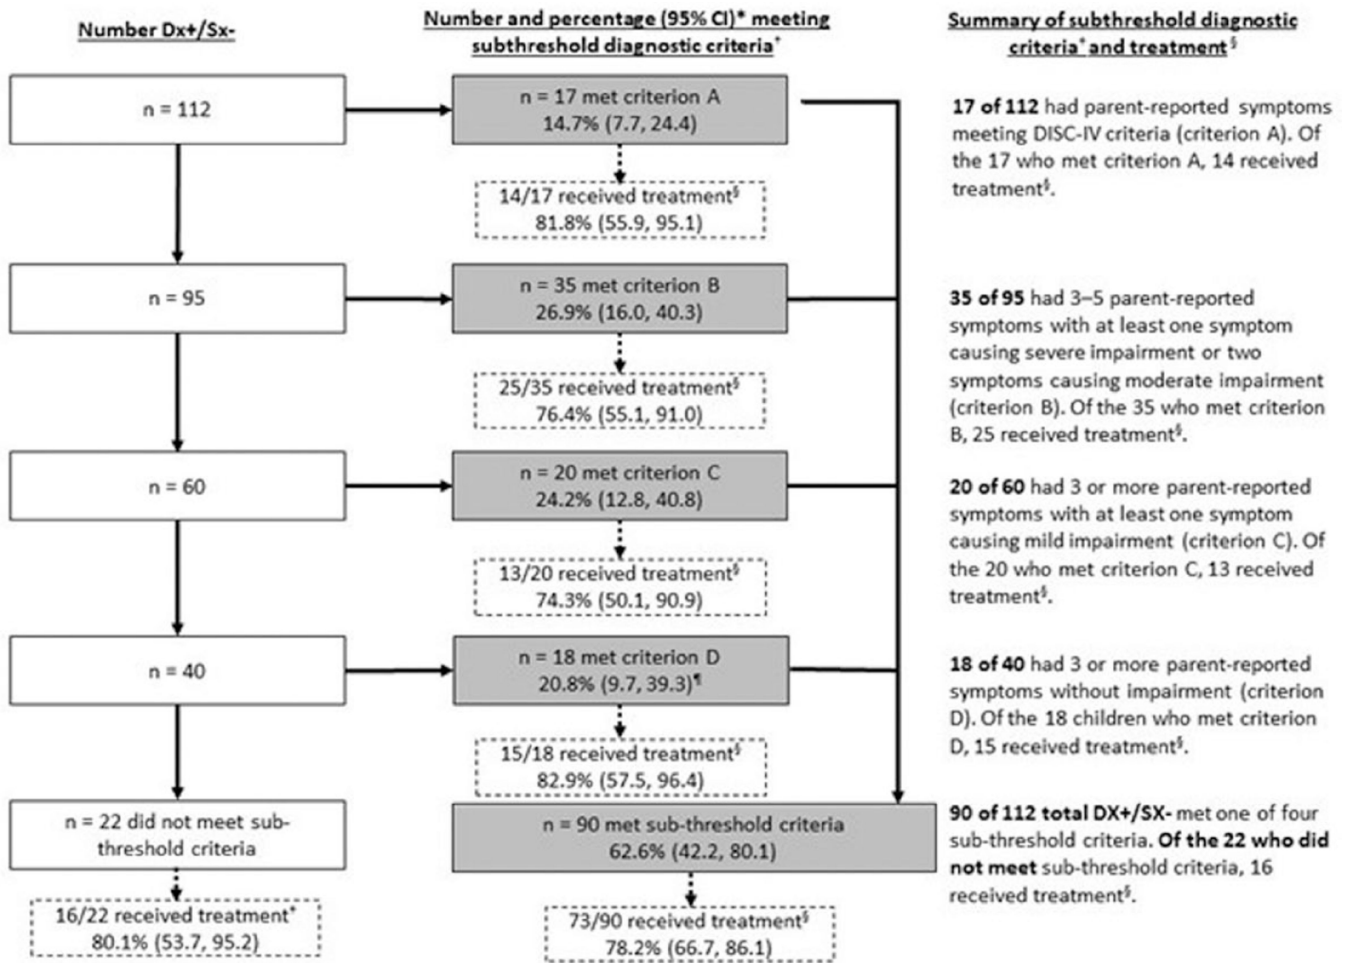 Number Dx+/Sx-
Number and percentage (95% CI)* meeting
subthreshold diagnostic criteria⁺
Summary of subthreshold diagnostic
criteria⁺ and treatment§
n = 112
n = 17 met criterion A
14.7% (7.7, 24.4)
14/17 received treatment§
81.8% (55.9, 95.1)
17 of 112 had parent-reported symptoms
meeting DISC-IV criteria (criterion A). Of
the 17 who met criterion A, 14 received
treatment§.
n = 95
n = 35 met criterion B
26.9% (16.0, 40.3)
25/35 received treatment§
76.4% (55.1, 91.0)
35 of 95 had 3–5 parent-reported
symptoms with at least one symptom
causing severe impairment or two
symptoms causing moderate impairment
(criterion B). Of the 35 who met criterion
B, 25 received treatment§.
n = 60
n = 20 met criterion C
24.2% (12.8, 40.8)
13/20 received treatment§
74.3% (50.1, 90.9)
20 of 60 had 3 or more parent-reported
symptoms with at least one symptom
causing mild impairment (criterion C). Of
the 20 who met criterion C, 13 received
treatment§.
n = 40
n = 18 met criterion D
20.8% (9.7, 39.3)¶
15/18 received treatment§
82.9% (57.5, 96.4)
18 of 40 had 3 or more parent-reported
symptoms without impairment (criterion
D). Of the 18 children who met criterion
D, 15 received treatment§.
n = 22 did not meet sub-
threshold criteria
16/22 received treatment⁺
80.1% (53.7, 95.2)
n = 90 met sub-threshold criteria
62.6% (42.2, 80.1)
73/90 received treatment§
78.2% (66.7, 86.1)
90 of 112 total DX+/SX- met one of four
sub-threshold criteria. Of the 22 who did
not meet sub-threshold criteria, 16
received treatment§.